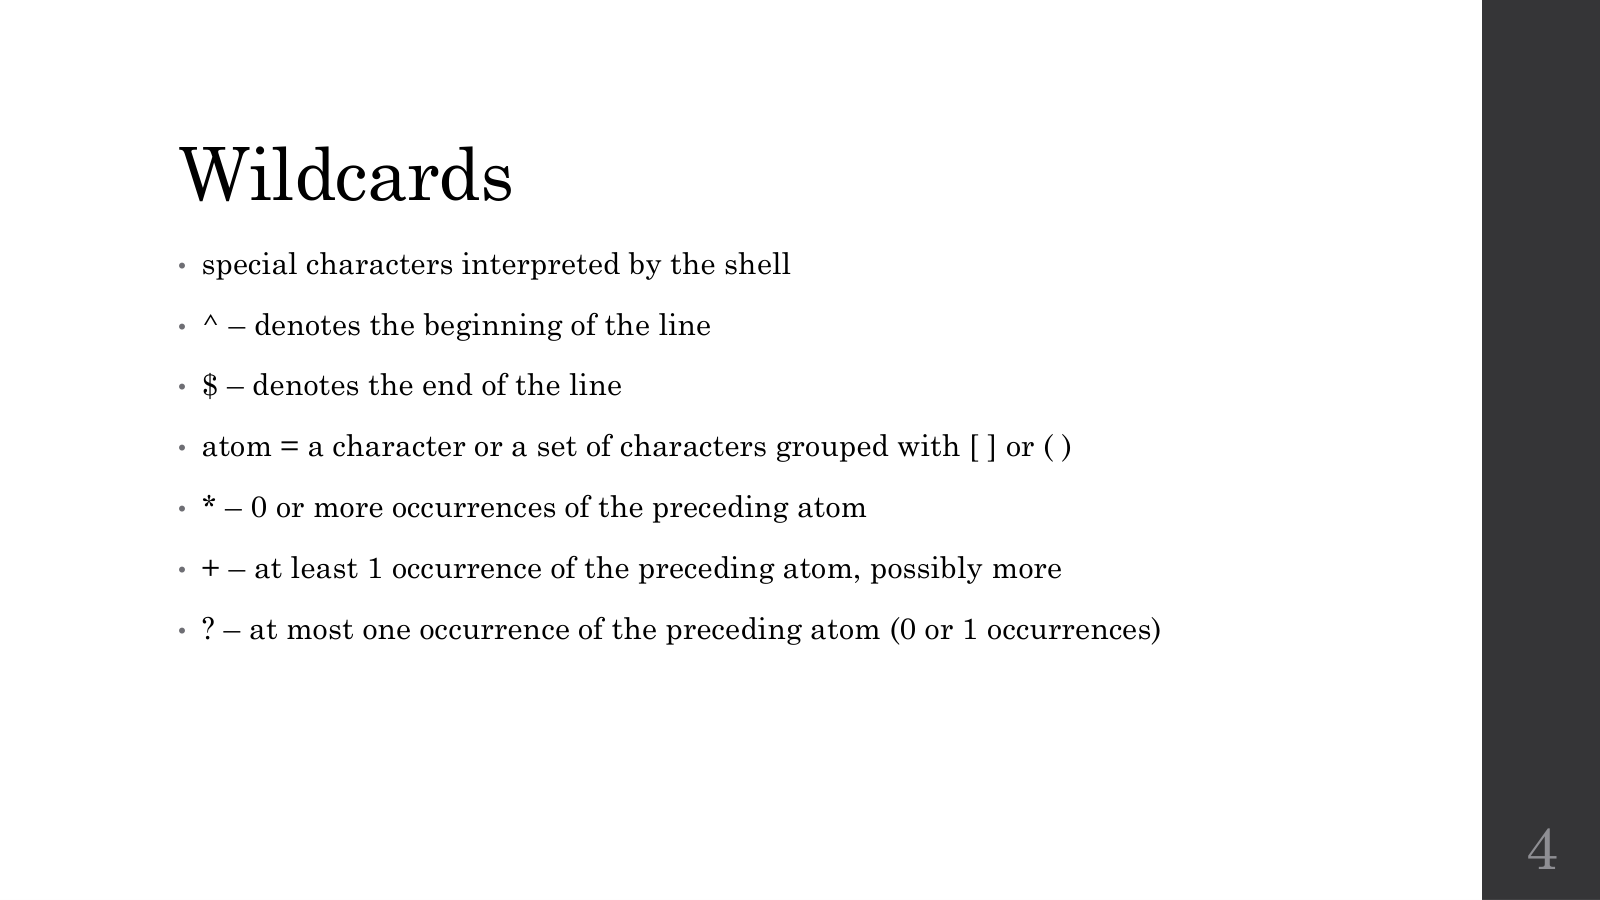 Wildcards
• special characters interpreted by the shell
• ^ – denotes the beginning of the line
• $ – denotes the end of the line
• atom = a character or a set of characters grouped with [ ] or ( )
• * – 0 or more occurrences of the preceding atom
• + – at least 1 occurrence of the preceding atom, possibly more
• ? – at most one occurrence of the preceding atom (0 or 1 occurrences)
4